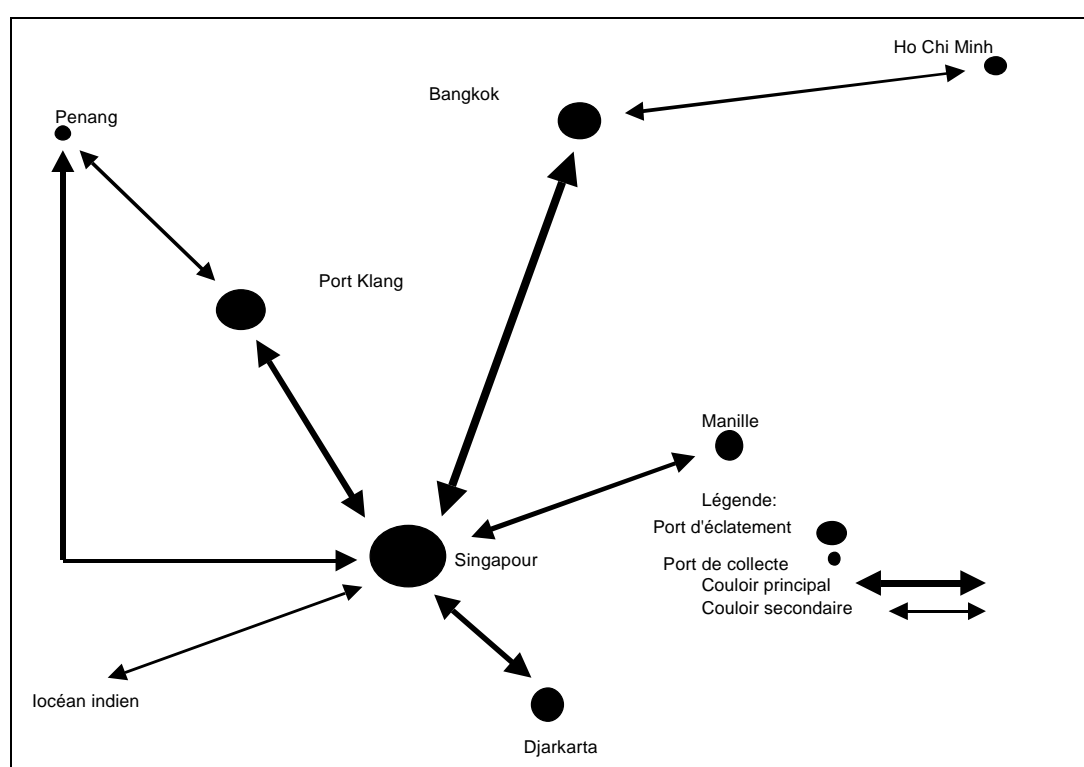 Ho Chi Minh
Bangkok
Penang
Port Klang
Manille
Légende:
Port d'éclatement
Singapour
Port de collecte
Couloir principal
Couloir secondaire
Iocéan indien
Djarkarta